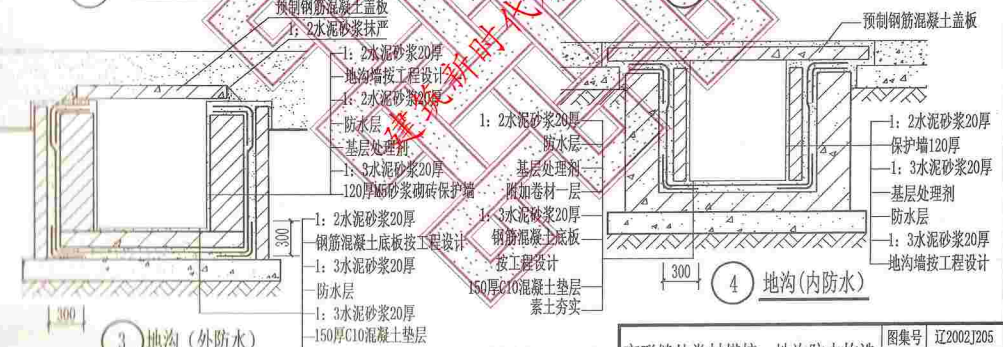 预制钢筋混凝土盖板
1：2水泥砂浆抹严
1：2水泥砂浆20厚
地沟墙按工程设计
1：2水泥砂浆20厚
防水层
基层处理剂
1：3水泥砂浆20厚
120厚M5砂浆砌砖保护墙
1：2水泥砂浆20厚
钢筋混凝土底板按工程设计
1：3水泥砂浆20厚
防水层
1：3水泥砂浆20厚
150厚C10混凝土垫层
300
300
3 地沟（外防水）
建筑新时代
预制钢筋混凝土盖板
1：2水泥砂浆20厚
防水层
基层处理剂
附加卷材一层
1：3水泥砂浆20厚
钢筋混凝土底板
按工程设计
150厚C10混凝土垫层
素土夯实
1：2水泥砂浆20厚
保护墙120厚
1：3水泥砂浆20厚
基层处理剂
防水层
1：3水泥砂浆20厚
地沟墙按工程设计
300
4 地沟(内防水)
图集号 辽2002J205